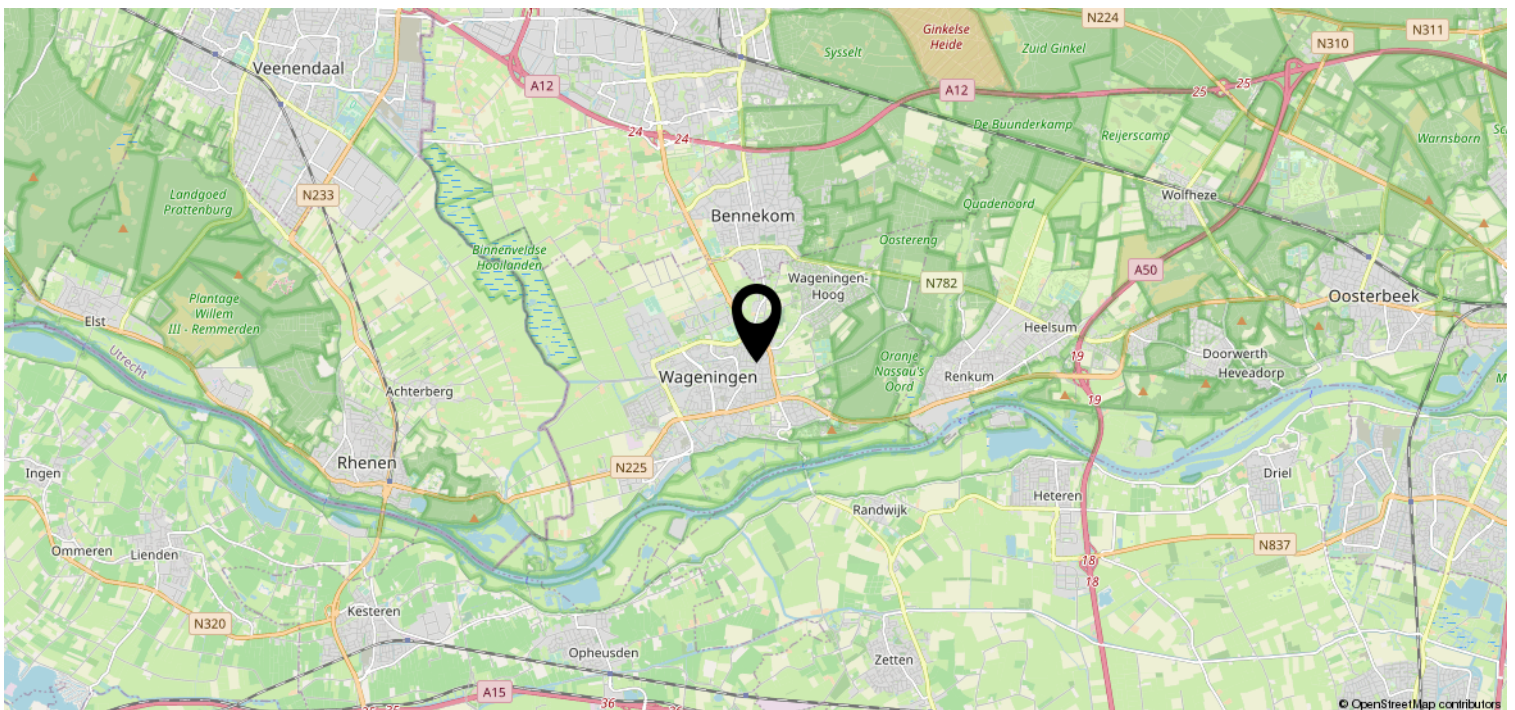 N224
Ginkelse
Heide
N311
N310
Sysselt
Zuid Ginkel
Veenendaal
A12
A12
25
25
24
24
De Buunderkamp
Reijerscamp
Warnsborn
Landgoed
Prattenburg
N233
Wolfheze
Quadenoord
Bennekom
Oostereng
Binnenveldse
Hooilanden
A50
Wageningen-
Hoog
N782
Plantage
Willem
III - Remmerden
Oosterbeek
Elst
Heelsum
Utrecht
Oranje
Nassau's
Oord
19
Doorwerth
Heveadorp
Wageningen
Renkum
Achterberg
19
Rhenen
N225
Ingen
Driel
Heteren
Randwijk
Ommeren
Lienden
N837
18
18
Kesteren
N320
Opheusden
Zetten
A15
35
35
36
36
© OpenStreetMap contributors